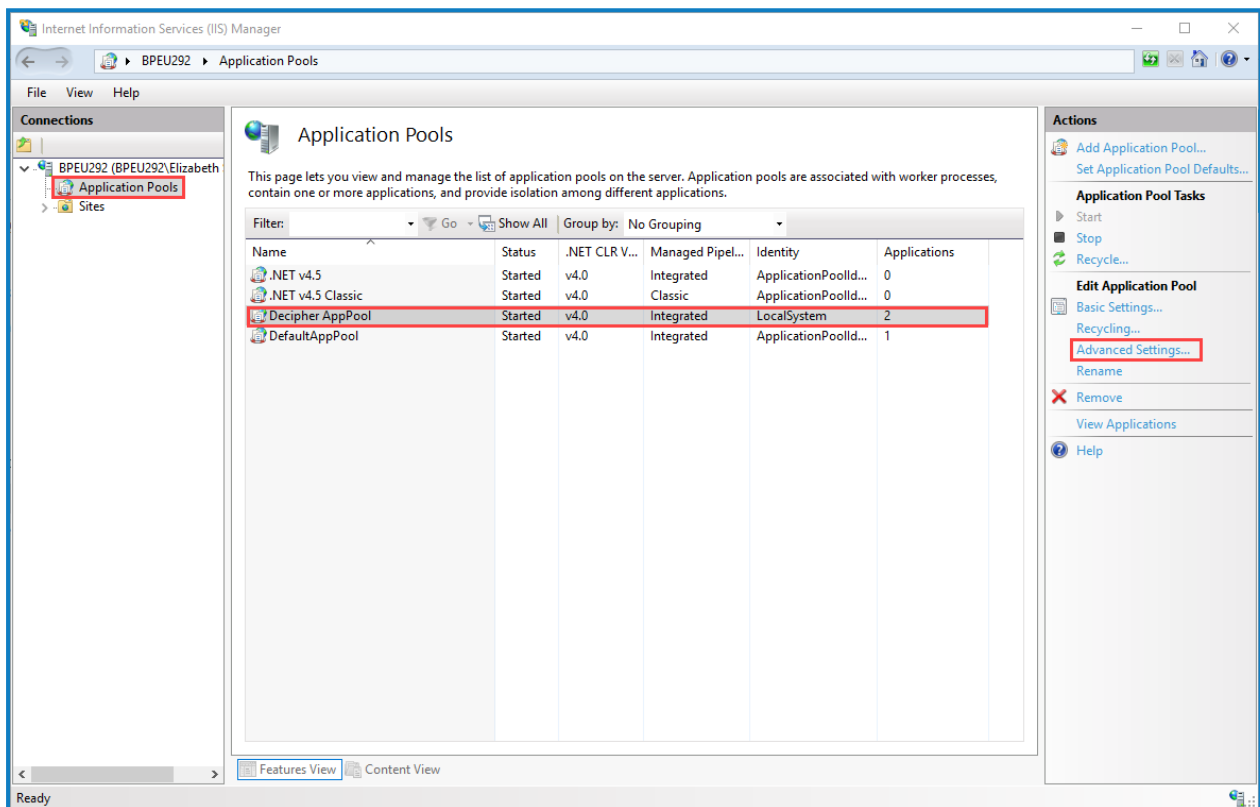 Internet Information Services (IIS) Manager
BPEU292 Application Pools
File View Help
Connections
BPEU292 (BPEU292\Elizabeth
Application Pools
Sites
Application Pools
This page lets you view and manage the list of application pools on the server. Application pools are associated with worker processes,
contain one or more applications, and provide isolation among different applications.
Filter: Go Show All Group by: No Grouping
Name Status .NET CLR V... Managed Pipel... Identity Applications
.NET v4.5 Started v4.0 Integrated ApplicationPoolId... 0
.NET v4.5 Classic Started v4.0 Classic ApplicationPoolId... 0
Decipher AppPool Started v4.0 Integrated LocalSystem 2
DefaultAppPool Started v4.0 Integrated ApplicationPoolId... 1
Features View Content View
Actions
Add Application Pool...
Set Application Pool Defaults...
Application Pool Tasks
Start
Stop
Recycle...
Edit Application Pool
Basic Settings...
Recycling...
Advanced Settings...
Rename
Remove
View Applications
Help
Ready